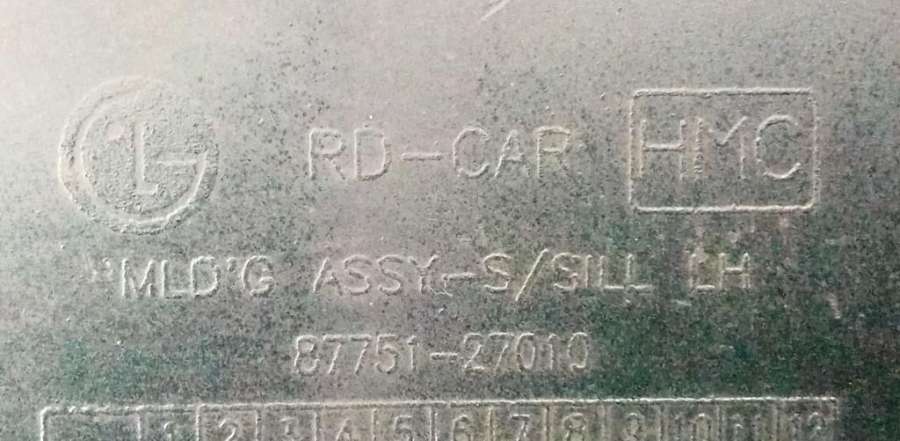 LG RD-CAR HMC
"MLD'G ASSY-S/SILL LH
87751-27010
1 2 3 4 5 6 7 8 9 10 11 12